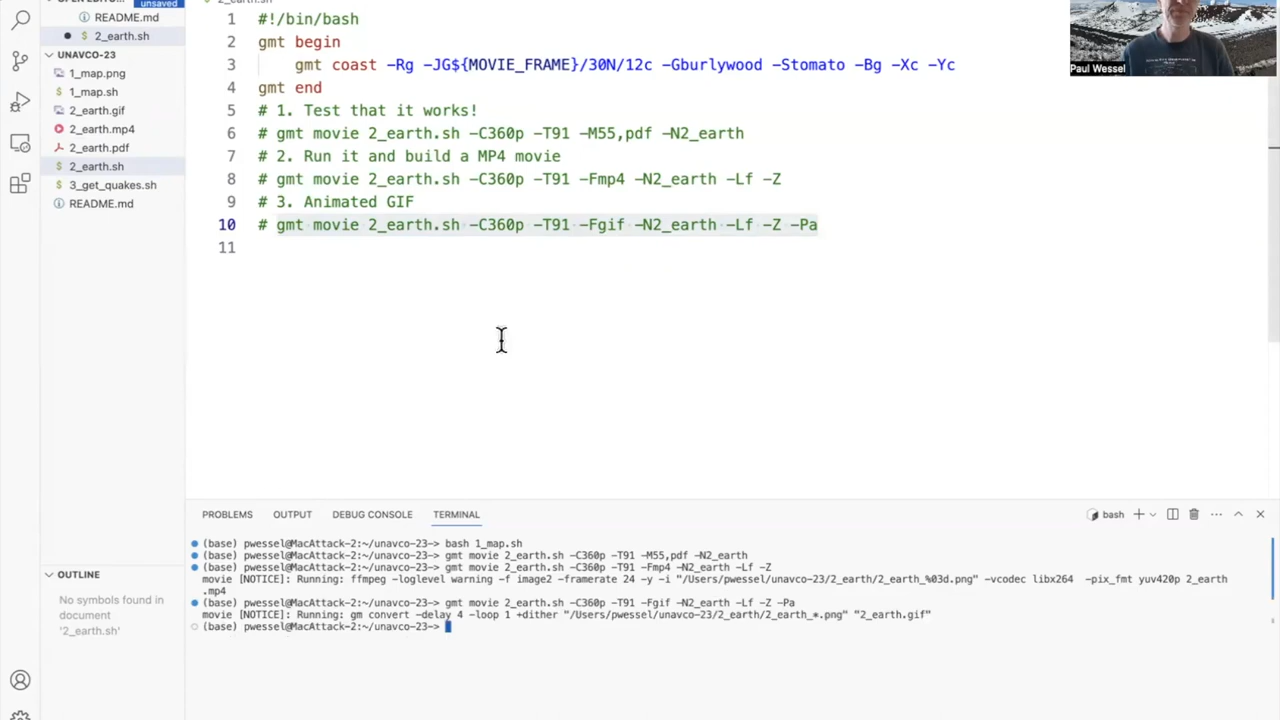 unsaved
README.md
2_earth.sh
UNAVCO-23
1_map.png
1_map.sh
2_earth.gif
2_earth.mp4
2_earth.pdf
2_earth.sh
3_get_quakes.sh
README.md
1 #!/bin/bash
2 gmt begin
3 gmt coast -Rg -JG${MOVIE_FRAME}/30N/12c -Gburlywood -Stomato -Bg -Xc -Yc
4 gmt end
5 # 1. Test that it works!
6 # gmt movie 2_earth.sh -C360p -T91 -M55,pdf -N2_earth
7 # 2. Run it and build a MP4 movie
8 # gmt movie 2_earth.sh -C360p -T91 -Fmp4 -N2_earth -Lf -Z
9 # 3. Animated GIF
10 # gmt movie 2_earth.sh -C360p -T91 -Fgif -N2_earth -Lf -Z -Pa
11
Paul Wessel
PROBLEMS OUTPUT DEBUG CONSOLE TERMINAL
bash
(base) pwessel@MacAttack-2:~/unavco-23-> bash 1_map.sh
(base) pwessel@MacAttack-2:~/unavco-23-> gmt movie 2_earth.sh -C360p -T91 -M55,pdf -N2_earth
(base) pwessel@MacAttack-2:~/unavco-23-> gmt movie 2_earth.sh -C360p -T91 -Fmp4 -N2_earth -Lf -Z
movie [NOTICE]: Running: ffmpeg -loglevel warning -f image2 -framerate 24 -y -i "/Users/pwessel/unavco-23/2_earth/2_earth_%03d.png" -vcodec libx264 -pix_fmt yuv420p 2_earth
.mp4
(base) pwessel@MacAttack-2:~/unavco-23-> gmt movie 2_earth.sh -C360p -T91 -Fgif -N2_earth -Lf -Z -Pa
movie [NOTICE]: Running: gm convert -delay 4 -loop 1 +dither "/Users/pwessel/unavco-23/2_earth/2_earth_*.png" "2_earth.gif"
(base) pwessel@MacAttack-2:~/unavco-23->
OUTLINE
No symbols found in
document
'2_earth.sh'